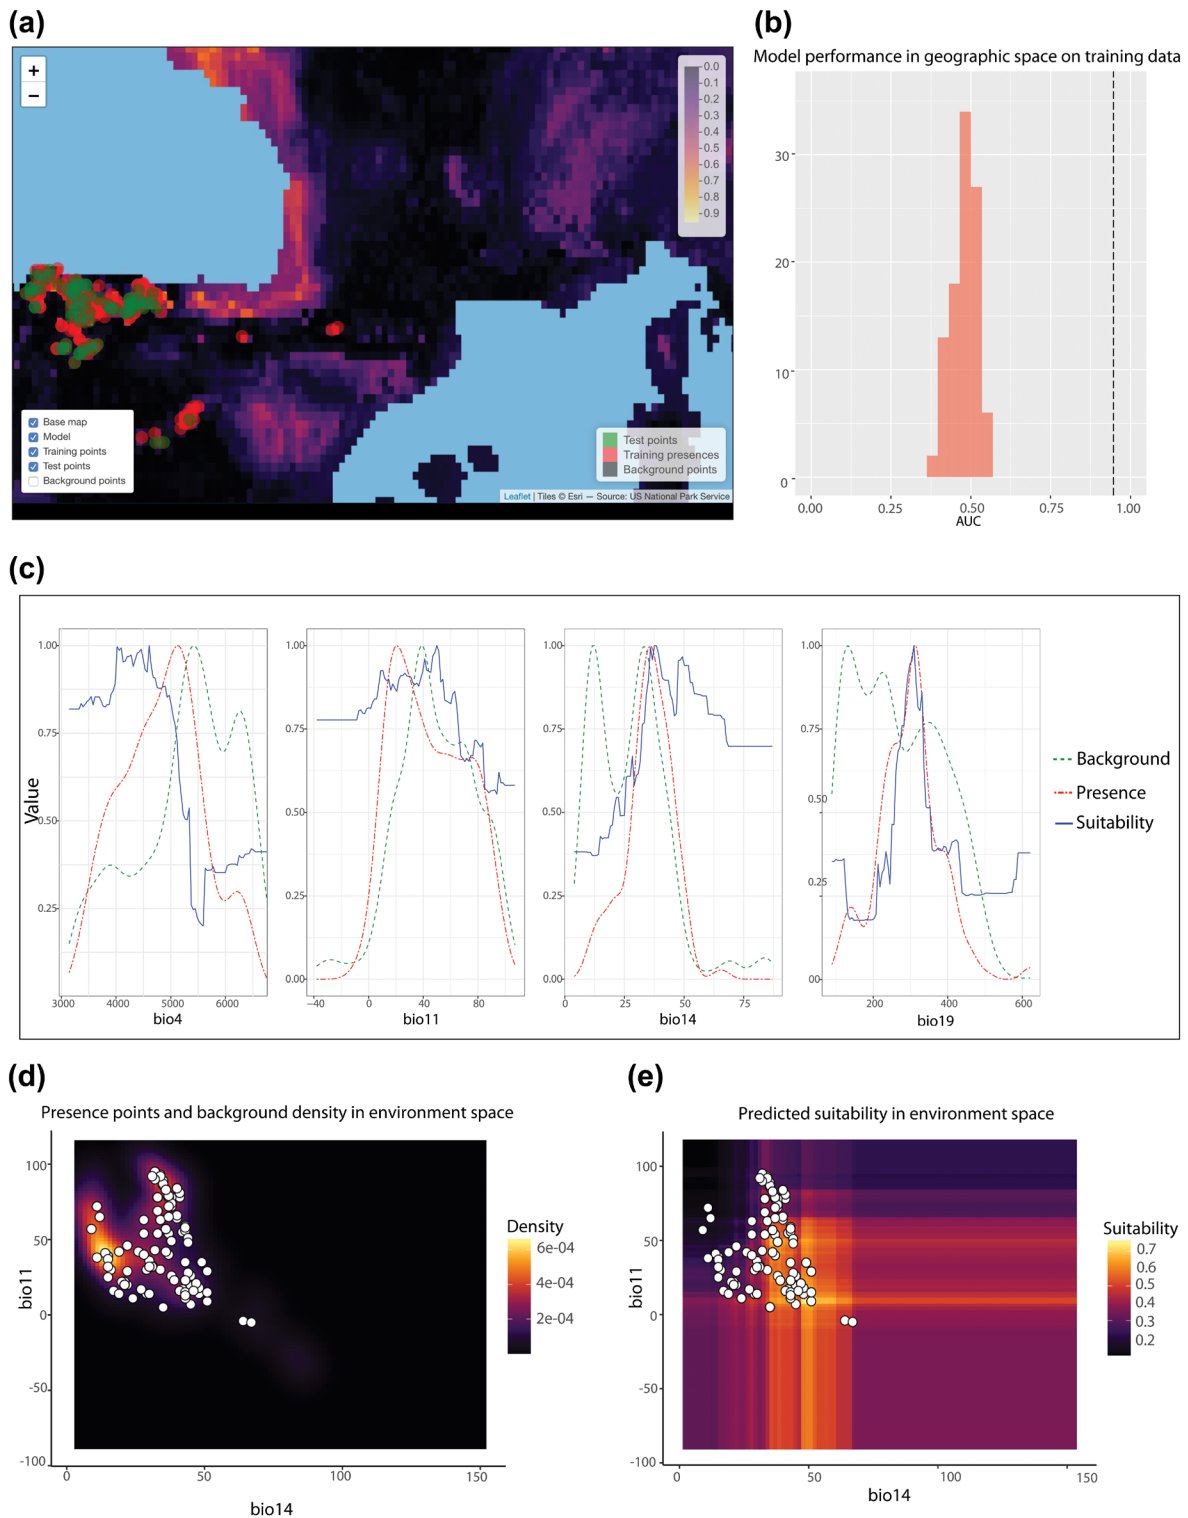 (a)
+
−
0.0
0.1
0.2
0.3
0.4
0.5
0.6
0.7
0.8
0.9
Base map
Model
Training points
Test points
Background points
Test points
Training presences
Background points
Leaflet | Tiles © Esri — Source: US National Park Service
(b)
Model performance in geographic space on training data
30
20
10
0
0.00 0.25 0.50 0.75 1.00
AUC
(c)
Value
1.00
0.75
0.50
0.25
3000 4000 5000 6000
bio4
1.00
0.75
0.50
0.25
0.00
−40 0 40 80
bio11
1.00
0.75
0.50
0.25
0.00
0 25 50 75
bio14
1.00
0.75
0.50
0.25
00
200 400 600
bio19
Background
Presence
Suitability
(d)
Presence points and background density in environment space
bio11
100
50
0
-50
-100
0 50 100 150
bio14
Density
6e-04
4e-04
2e-04
(e)
Predicted suitability in environment space
bio11
100
50
0
-50
-100
0 50 100 150
bio14
Suitability
0.7
0.6
0.5
0.4
0.3
0.2